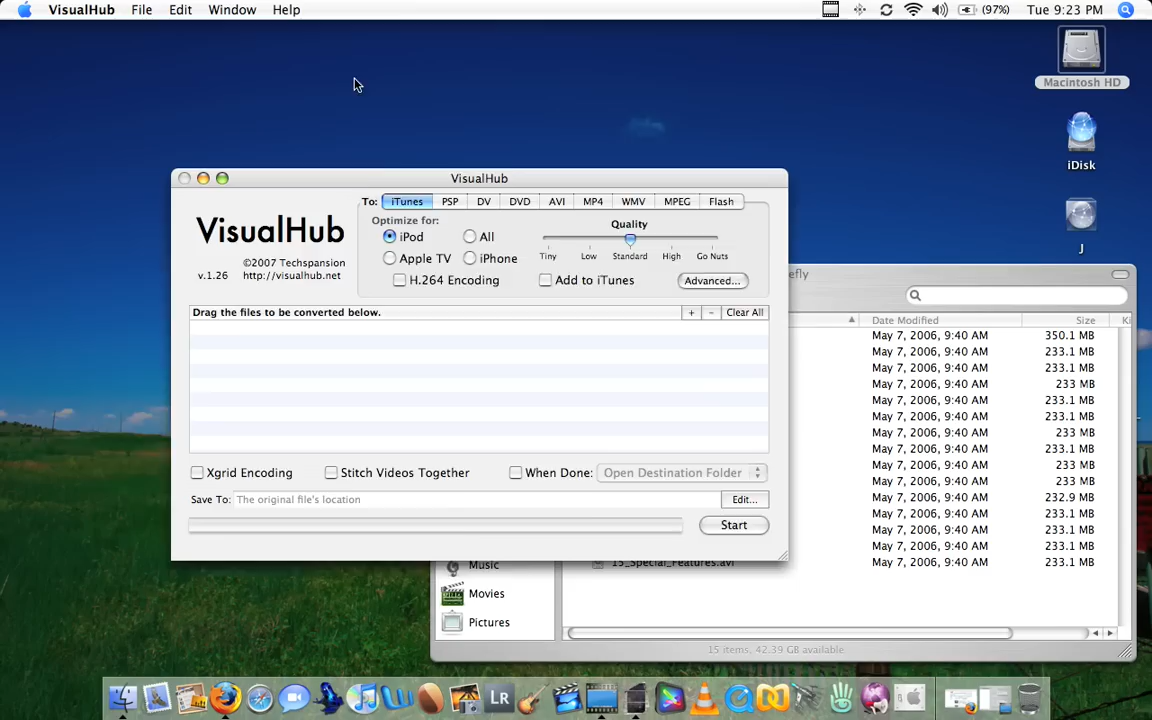 VisualHub File Edit Window Help (97%) Tue 9:23 PM
Macintosh HD
iDisk
J
VisualHub
To: iTunes PSP DV DVD AVI MP4 WMV MPEG Flash
Optimize for:
iPod All
Apple TV iPhone
H.264 Encoding
Quality
Tiny Low Standard High Go Nuts
Add to iTunes Advanced...
VisualHub
©2007 Techspansion
v.1.26 http://visualhub.net
Drag the files to be converted below. + - Clear All
Xgrid Encoding Stitch Videos Together When Done: Open Destination Folder
Save To: The original file's location Edit...
Start
efly
Date Modified Size Ki
May 7, 2006, 9:40 AM 350.1 MB
May 7, 2006, 9:40 AM 233.1 MB
May 7, 2006, 9:40 AM 233.1 MB
May 7, 2006, 9:40 AM 233 MB
May 7, 2006, 9:40 AM 233.1 MB
May 7, 2006, 9:40 AM 233.1 MB
May 7, 2006, 9:40 AM 233 MB
May 7, 2006, 9:40 AM 233.1 MB
May 7, 2006, 9:40 AM 233 MB
May 7, 2006, 9:40 AM 233 MB
May 7, 2006, 9:40 AM 232.9 MB
May 7, 2006, 9:40 AM 233.1 MB
May 7, 2006, 9:40 AM 233.1 MB
May 7, 2006, 9:40 AM 233.1 MB
15_Special_Features.avi May 7, 2006, 9:40 AM 233.1 MB
Music
Movies
Pictures
15 items, 42.39 GB available
LR